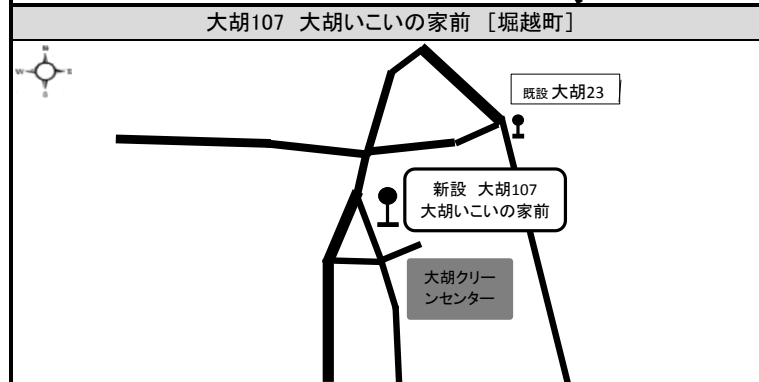 大胡107 大胡いこいの家前 [堀越町]
N
W E
S
既設 大胡23
新設 大胡107
大胡いこいの家前
大胡クリー
ンセンター